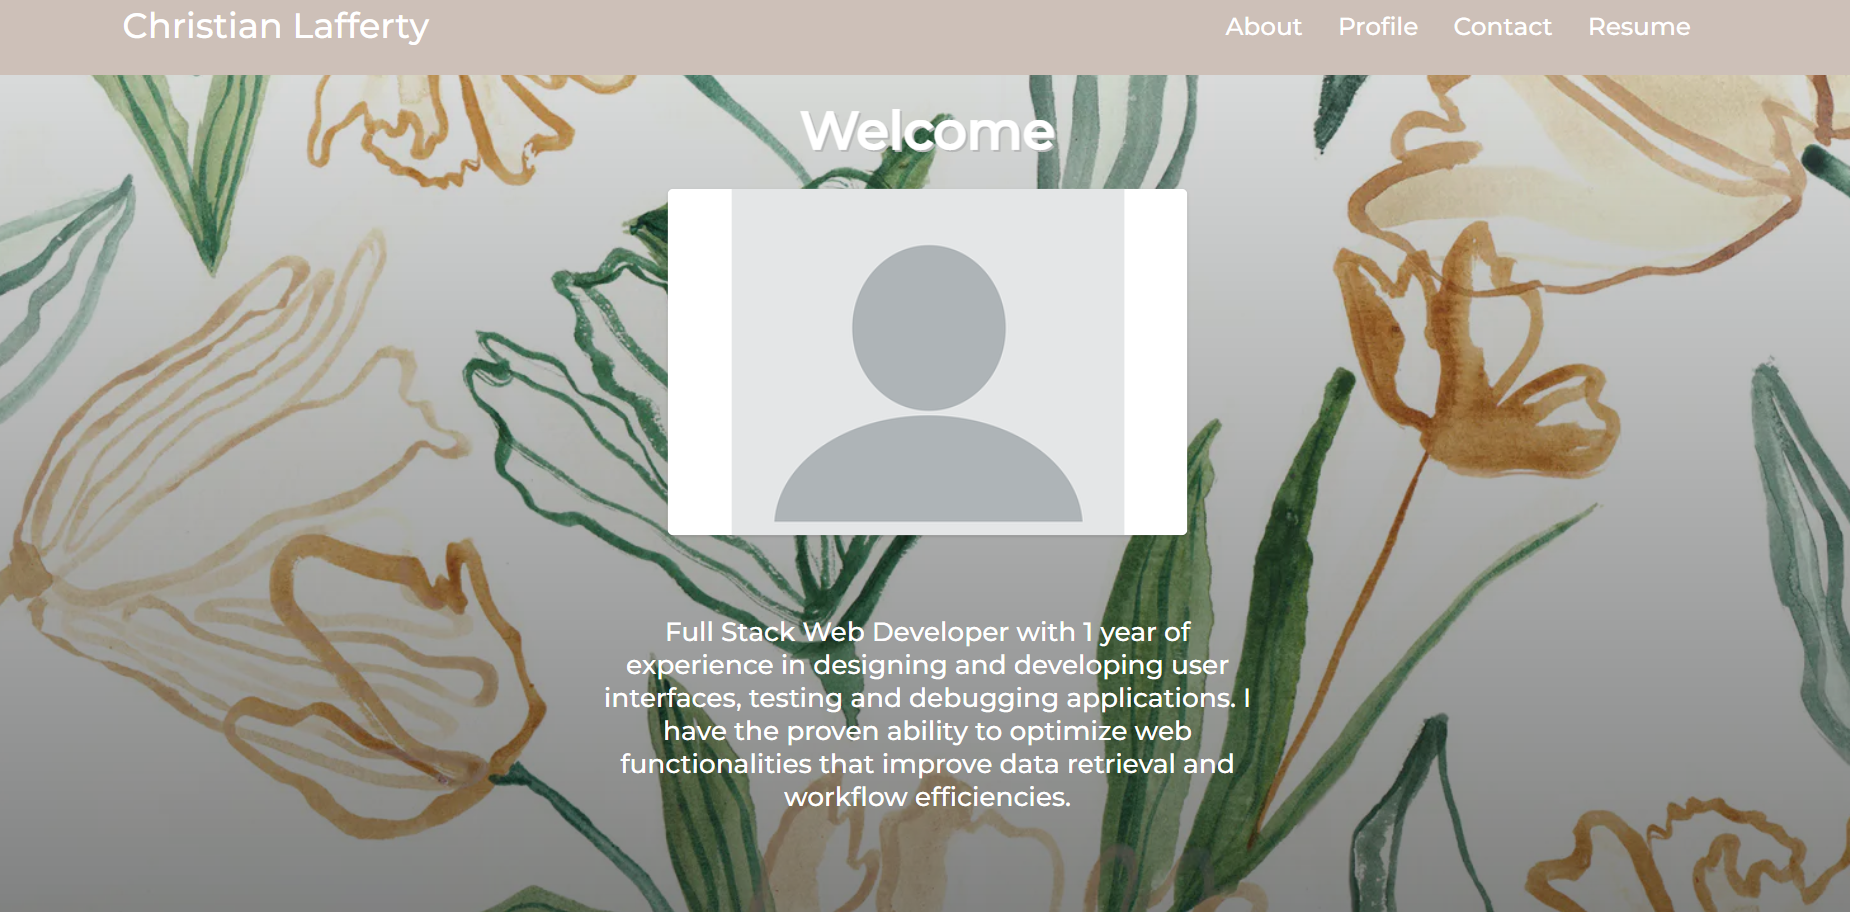 Christian Lafferty
About Profile Contact Resume
Welcome
Full Stack Web Developer with 1 year of
experience in designing and developing user
interfaces, testing and debugging applications. I
have the proven ability to optimize web
functionalities that improve data retrieval and
workflow efficiencies.